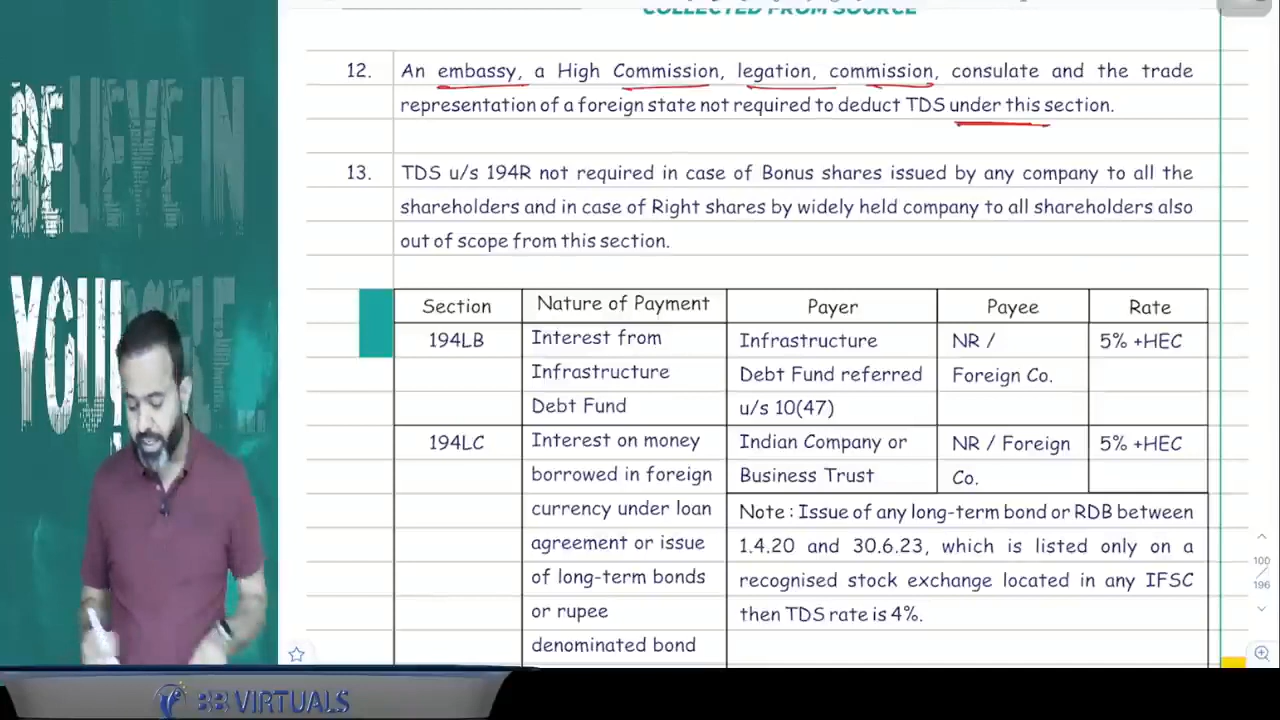 COLLECTED FROM SOURCE
12. An embassy, a High Commission, legation, commission, consulate and the trade
representation of a foreign state not required to deduct TDS under this section.
13. TDS u/s 194R not required in case of Bonus shares issued by any company to all the
shareholders and in case of Right shares by widely held company to all shareholders also
out of scope from this section.
Section Nature of Payment Payer Payee Rate
194LB Interest from Infrastructure NR / 5% +HEC
Infrastructure Debt Fund referred Foreign Co.
Debt Fund u/s 10(47)
194LC Interest on money Indian Company or NR / Foreign 5% +HEC
borrowed in foreign Business Trust Co.
currency under loan Note : Issue of any long-term bond or RDB between
agreement or issue 1.4.20 and 30.6.23, which is listed only on a
of long-term bonds recognised stock exchange located in any IFSC
or rupee then TDS rate is 4%.
denominated bond
100
196
BELIEVE IN
BB VIRTUALS